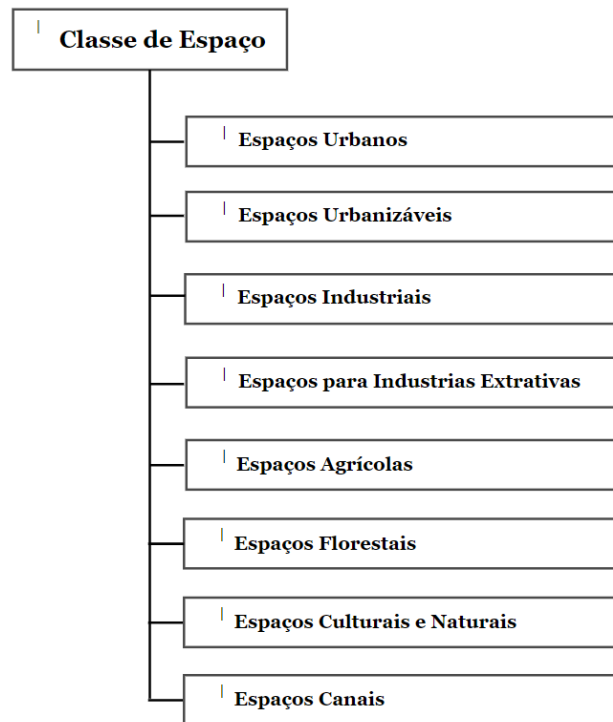 Classe de Espaço
Espaços Urbanos
Espaços Urbanizáveis
Espaços Industriais
Espaços para Industrias Extrativas
Espaços Agrícolas
Espaços Florestais
Espaços Culturais e Naturais
Espaços Canais